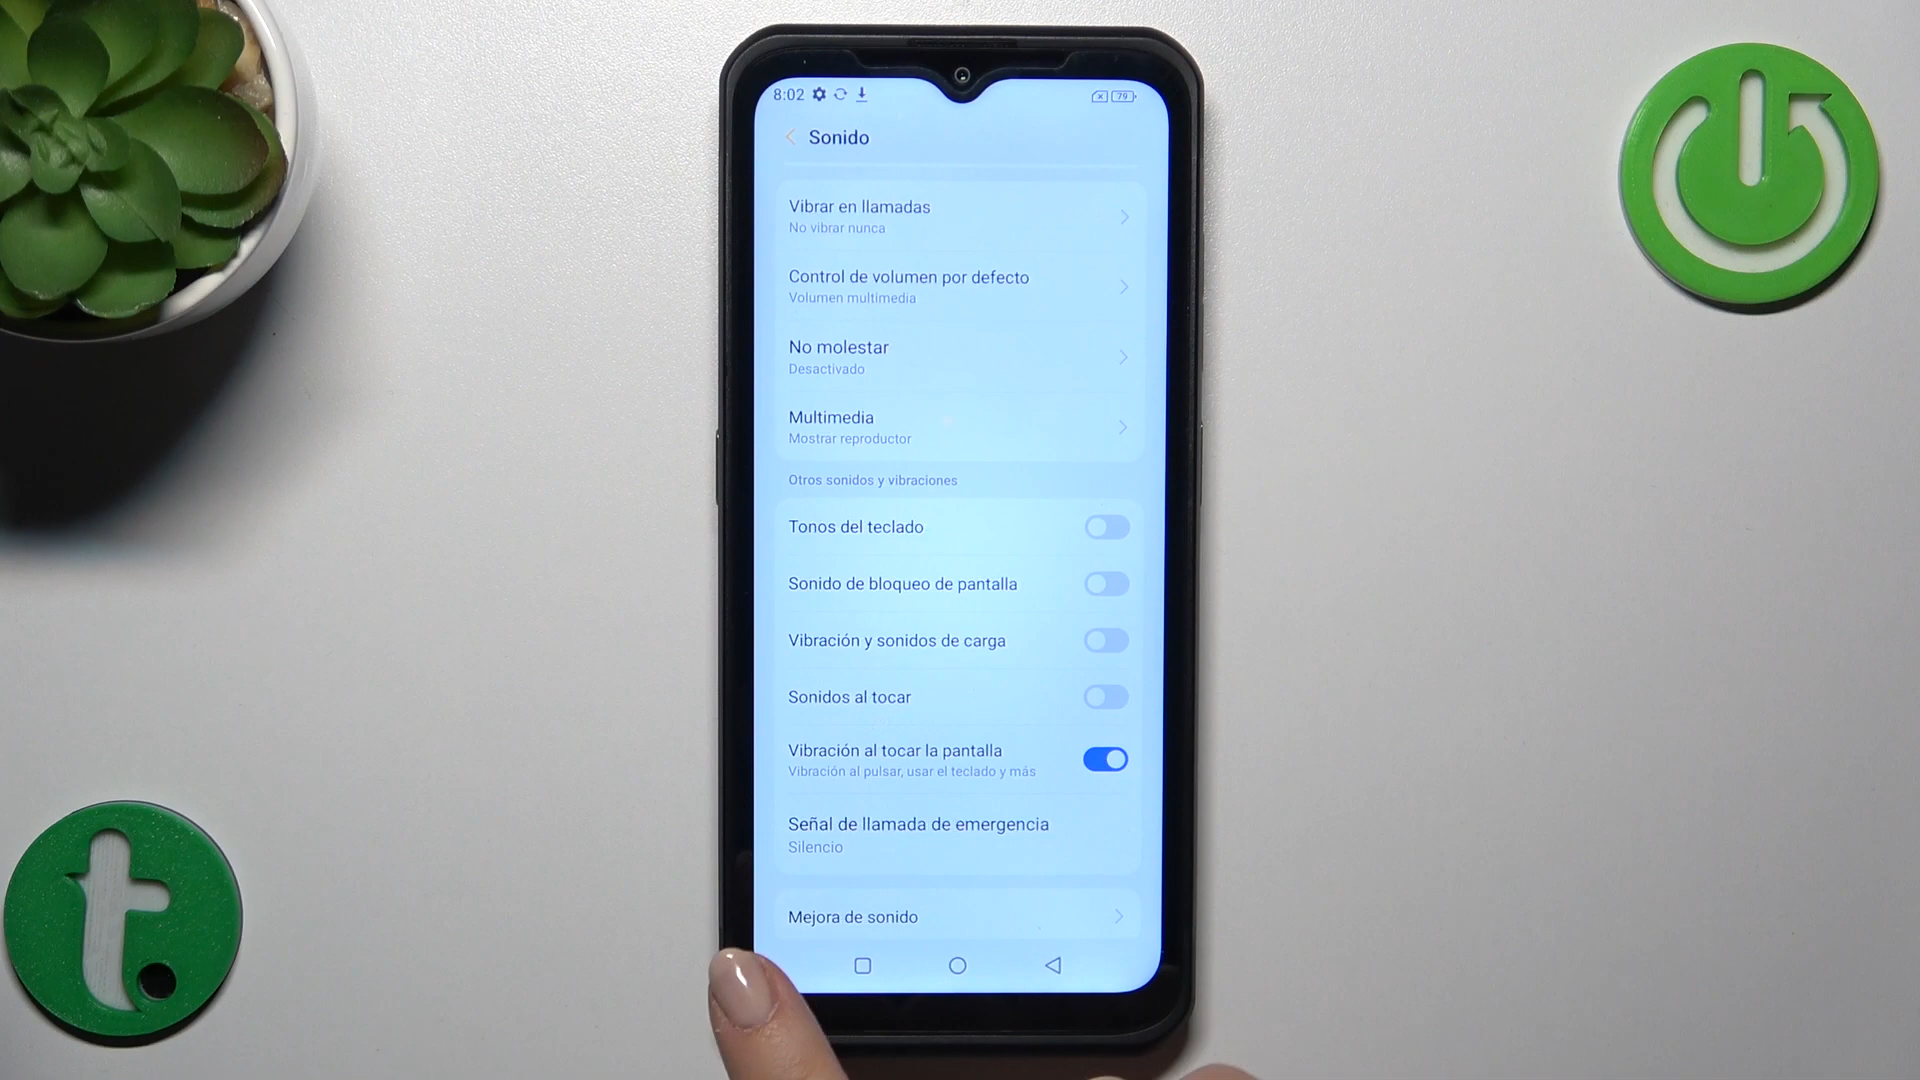 8:02
79
Sonido
Vibrar en llamadas
No vibrar nunca
Control de volumen por defecto
Volumen multimedia
No molestar
Desactivado
Multimedia
Mostrar reproductor
Otros sonidos y vibraciones
Tonos del teclado
Sonido de bloqueo de pantalla
Vibración y sonidos de carga
Sonidos al tocar
Vibración al tocar la pantalla
Vibración al pulsar, usar el teclado y más
Señal de llamada de emergencia
Silencio
Mejora de sonido
t.